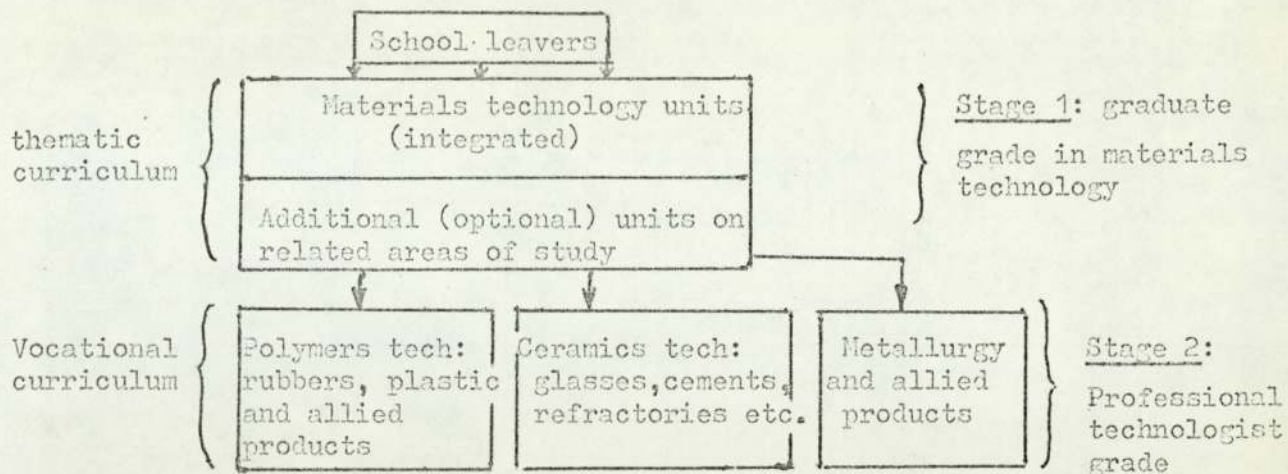 School leavers
Materials technology units
(integrated)
thematic
curriculum
Stage 1: graduate
grade in materials
technology
Additional (optional) units on
related areas of study
Vocational
curriculum
Polymers tech:
rubbers, plastic
and allied
products
Ceramics tech:
glasses,cements,
refractories etc.
Metallurgy
and allied
products
Stage 2:
Professional
technologist
grade